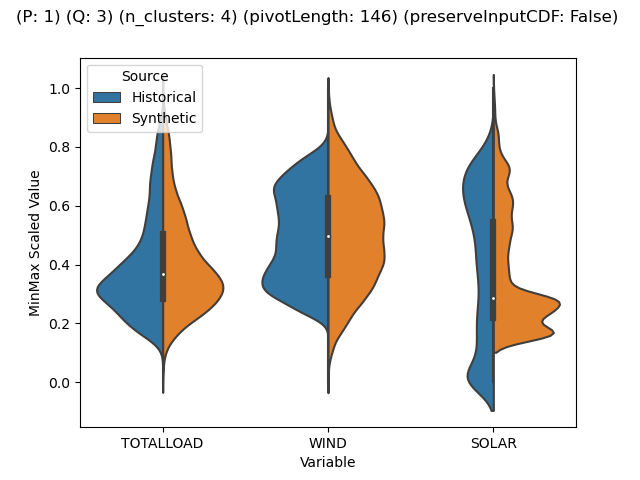 (P: 1) (Q: 3) (n_clusters: 4) (pivotLength: 146) (preserveInputCDF: False)
Source
Historical
Synthetic
MinMax Scaled Value
1.0
0.8
0.6
0.4
0.2
0.0
TOTALLOAD WIND SOLAR
Variable